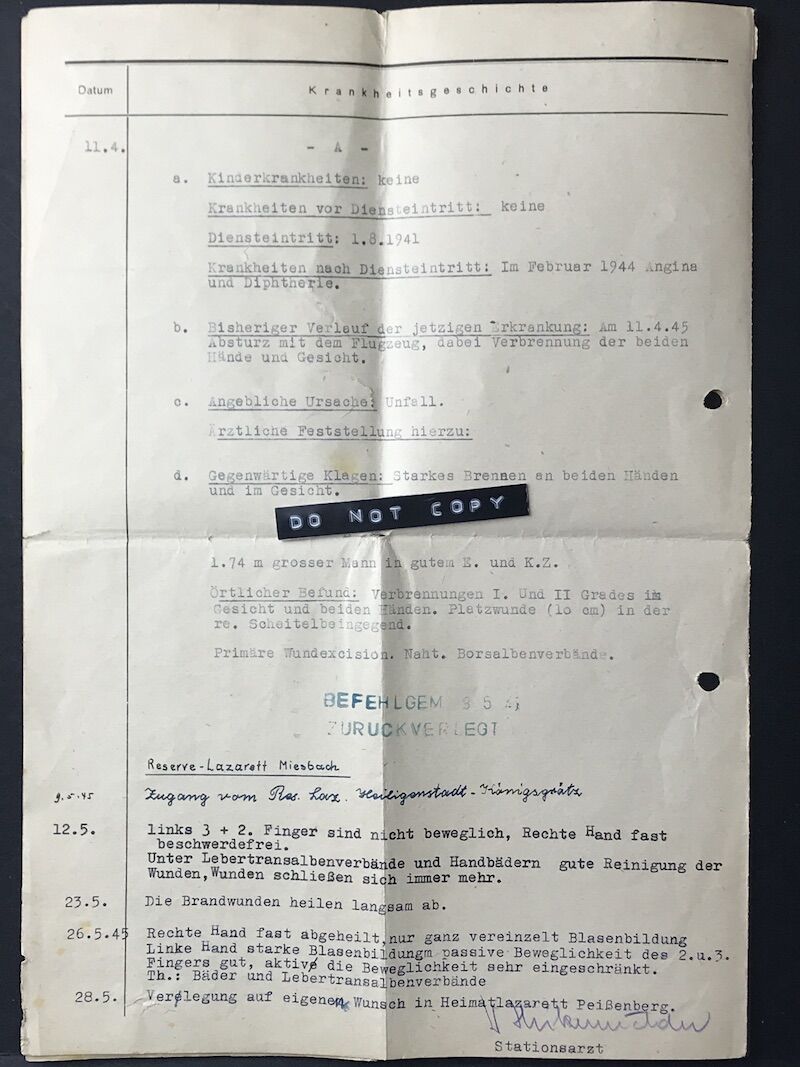 Datum Krankheitsgeschichte
11.4. - A -
a. Kinderkrankheiten: keine
Krankheiten vor Diensteintritt: keine
Diensteintritt: 1.8.1941
Krankheiten nach Diensteintritt: Im Februar 1944 Angina
und Diphtherie.
b. Bisheriger Verlauf der jetzigen Erkrankung: Am 11.4.45
Absturz mit dem Flugzeug, dabei Verbrennung der beiden
Hände und Gesicht.
c. Angebliche Ursache: Unfall.
Ärztliche Feststellung hierzu:
d. Gegenwärtige Klagen: Starkes Brennen an beiden Händen
und im Gesicht.
DO NOT COPY
1.74 m grosser Mann in gutem E. und K.Z.
Örtlicher Befund: Verbrennungen I. Und II Grades im
Gesicht und beiden Händen. Platzwunde (10 cm) in der
re. Scheitelbeingegend.
Primäre Wundexcision. Naht. Borsalbenverbände.
BEFEHLGEM
ZURUCKVERLEGT
Reserve-Lazarett Miesbach
9.5.45 Zugang vom Res. Laz. Heiligenstadt-Königsgrätz
12.5. links 3 + 2. Finger sind nicht beweglich, Rechte Hand fast
beschwerdefrei.
Unter Lebertransalbenverbände und Handbädern gute Reinigung der
Wunden, Wunden schließen sich immer mehr.
23.5. Die Brandwunden heilen langsam ab.
26.5.45 Rechte Hand fast abgeheilt, nur ganz vereinzelt Blasenbildung
Linke Hand starke Blasenbildungm passive Beweglichkeit des 2.u.3.
Fingers gut, aktive die Beweglichkeit sehr eingeschränkt.
Th.: Bäder und Lebertransalbenverbände
28.5. Verlegung auf eigenen Wunsch in Heimatlazarett Peißenberg.
Stationsarzt